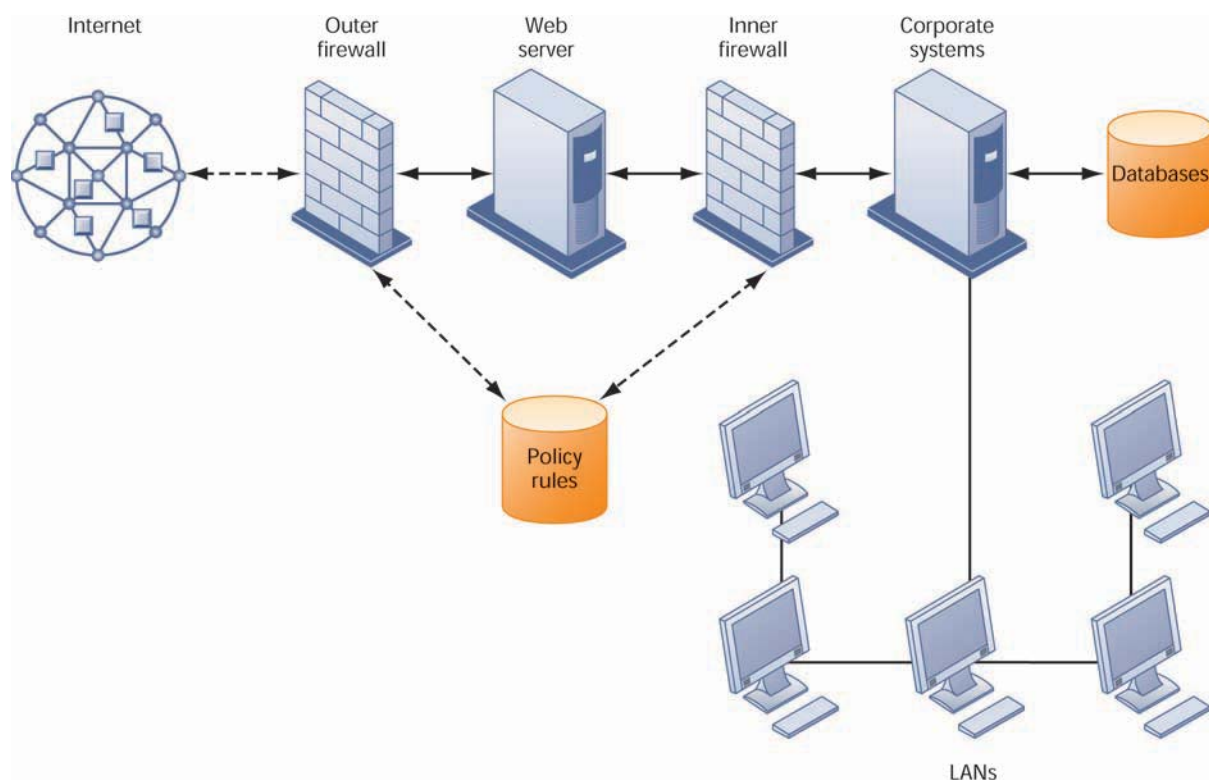 Internet
Outer
firewall
Web
server
Inner
firewall
Corporate
systems
Databases
Policy
rules
LANs